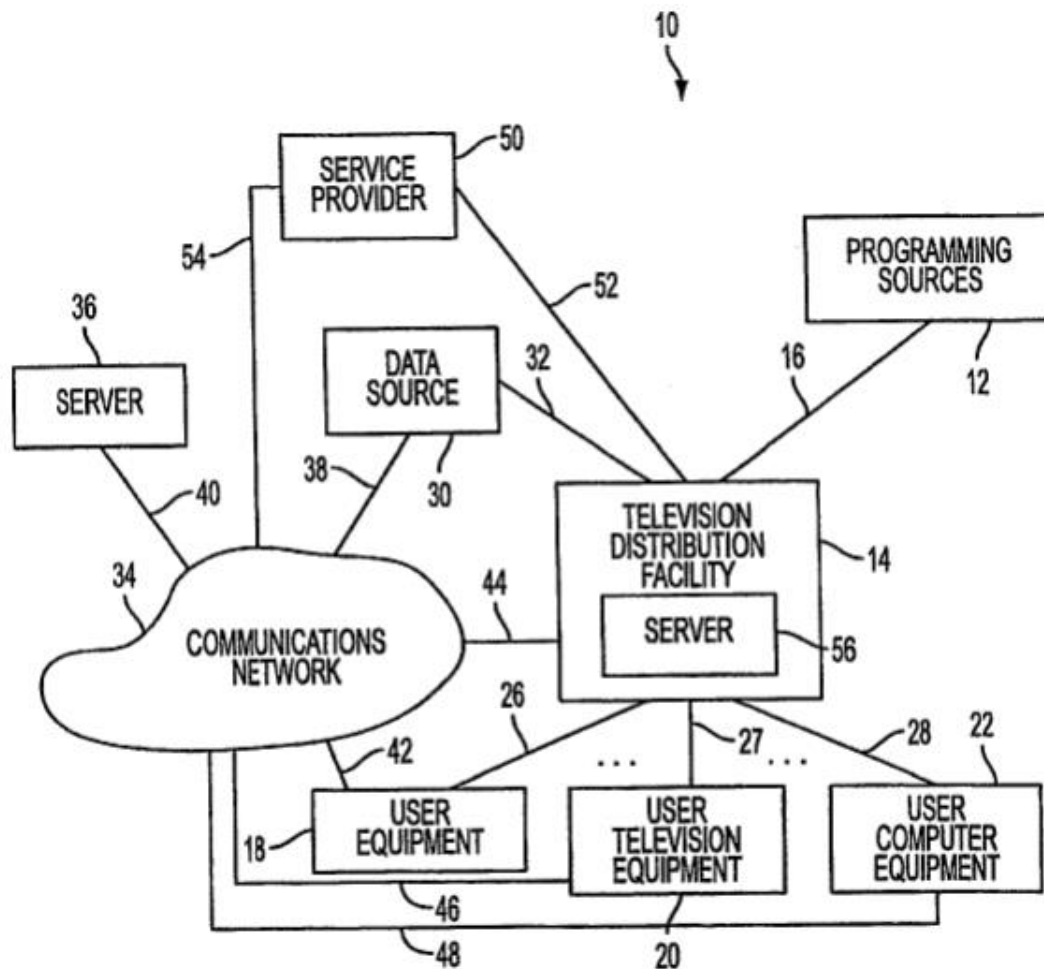 10
50
SERVICE
PROVIDER
54
PROGRAMMING
SOURCES
52
36
DATA
SOURCE
32
16
12
SERVER
38
30
40
TELEVISION
DISTRIBUTION
FACILITY
14
34
44
SERVER
COMMUNICATIONS
NETWORK
56
26
27
28
22
42
...
...
USER
EQUIPMENT
18
USER
TELEVISION
EQUIPMENT
USER
COMPUTER
EQUIPMENT
46
48
20